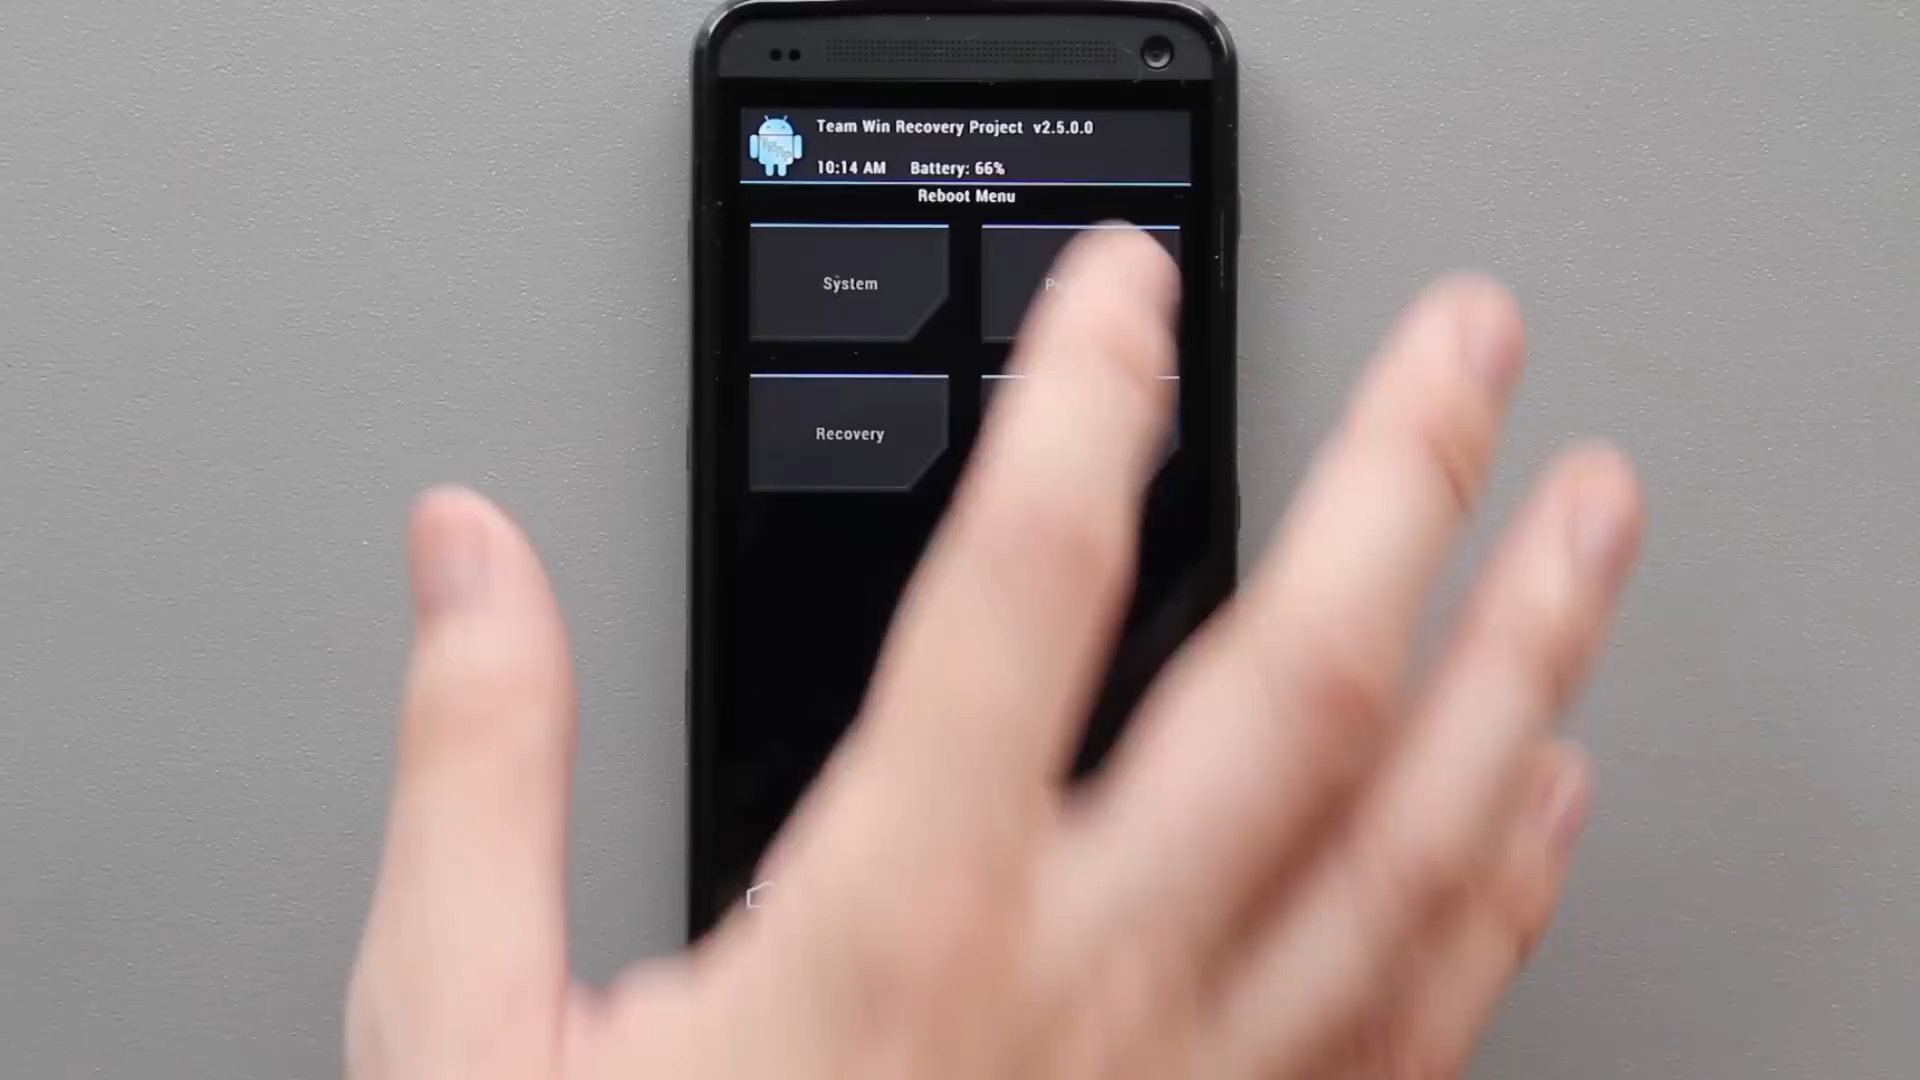 Team Win Recovery Project v2.5.0.0
10:14 AM Battery: 66%
Reboot Menu
System
Recovery